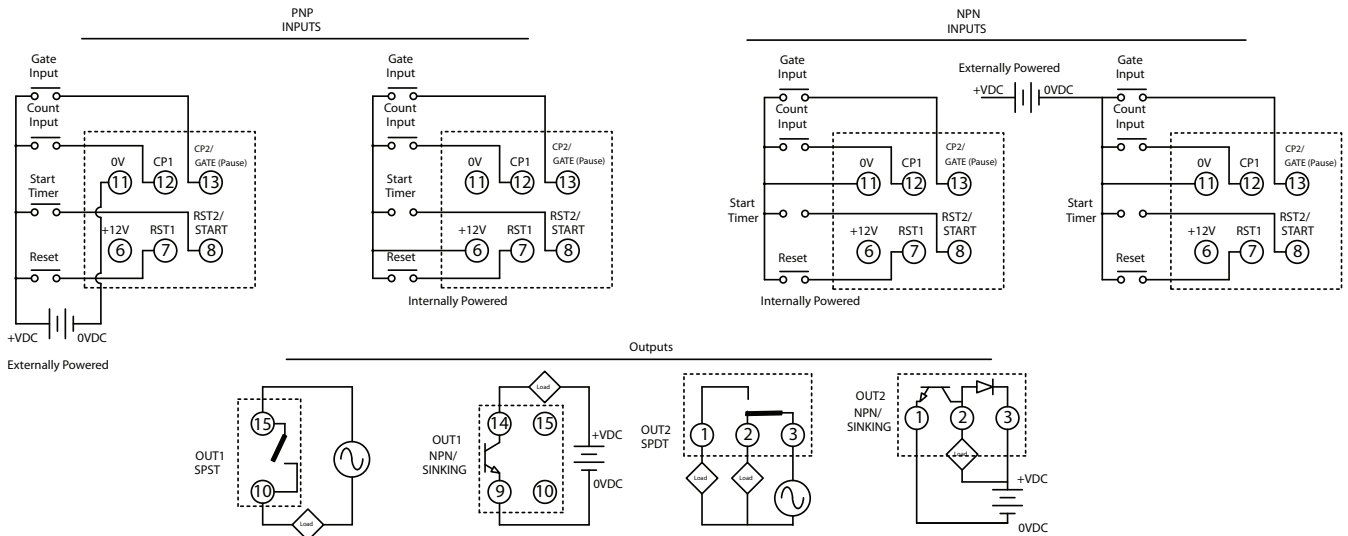 PNP
INPUTS
Gate
Input
Count
Input
Start
Timer
Reset
0V
CP1
CP2/
GATE (Pause)
11
12
13
+12V
RST1
RST2/
START
6
7
8
+VDC
0VDC
Externally Powered
Gate
Input
Count
Input
Start
Timer
Reset
0V
CP1
CP2/
GATE (Pause)
11
12
13
+12V
RST1
RST2/
START
6
7
8
Internally Powered
NPN
INPUTS
Gate
Input
Count
Input
Start
Timer
Reset
0V
CP1
CP2/
GATE (Pause)
11
12
13
+12V
RST1
RST2/
START
6
7
8
Internally Powered
Externally Powered
+VDC
0VDC
Gate
Input
Count
Input
Start
Timer
Reset
0V
CP1
CP2/
GATE (Pause)
11
12
13
+12V
RST1
RST2/
START
6
7
8
Outputs
OUT1
SPST
15
10
Load
OUT1
NPN/
SINKING
14
15
9
10
Load
+VDC
0VDC
OUT2
SPDT
1
2
3
Load
Load
OUT2
NPN/
SINKING
1
2
3
Load
+VDC
0VDC